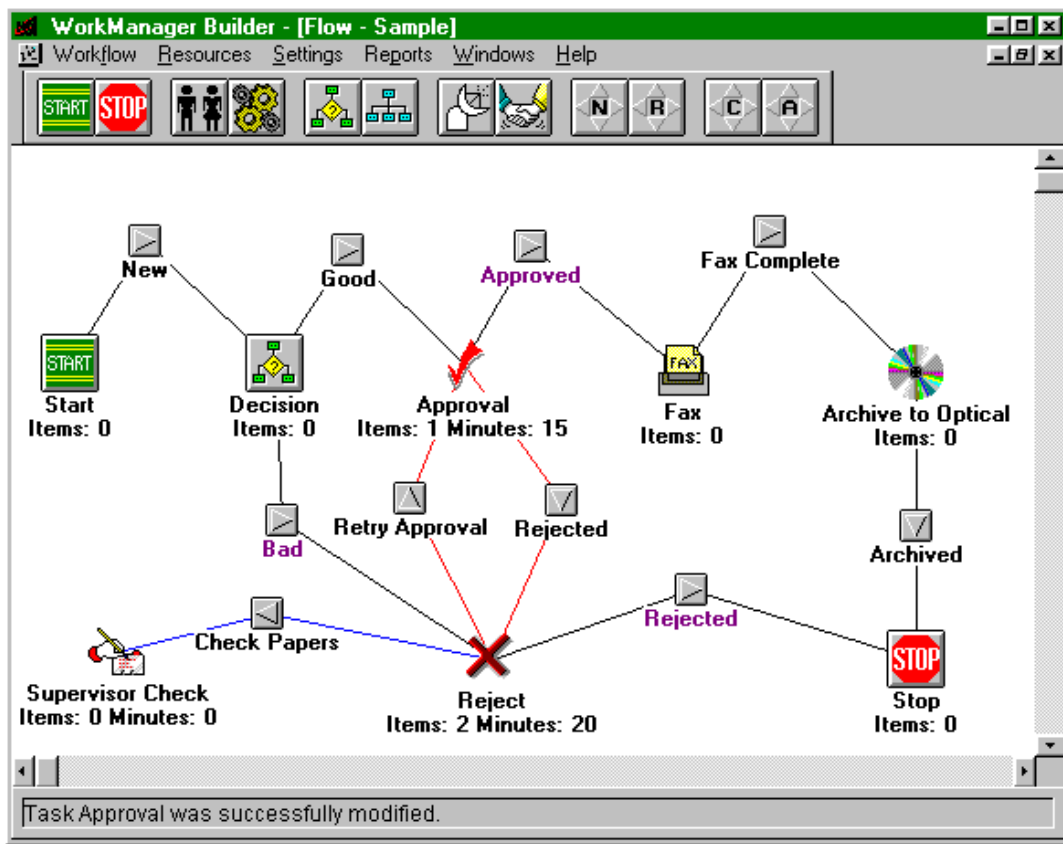 WorkManager Builder - [Flow - Sample]
Workflow Resources Settings Reports Windows Help
START STOP ? N R C A
New
Good
Approved
Fax Complete
START
?
FAX
Start
Items: 0
Decision
Items: 0
Approval
Items: 1 Minutes: 15
Fax
Items: 0
Archive to Optical
Items: 0
Retry Approval
Rejected
Bad
Archived
Check Papers
Rejected
STOP
Supervisor Check
Items: 0 Minutes: 0
Reject
Items: 2 Minutes: 20
Stop
Items: 0
Task Approval was successfully modified.